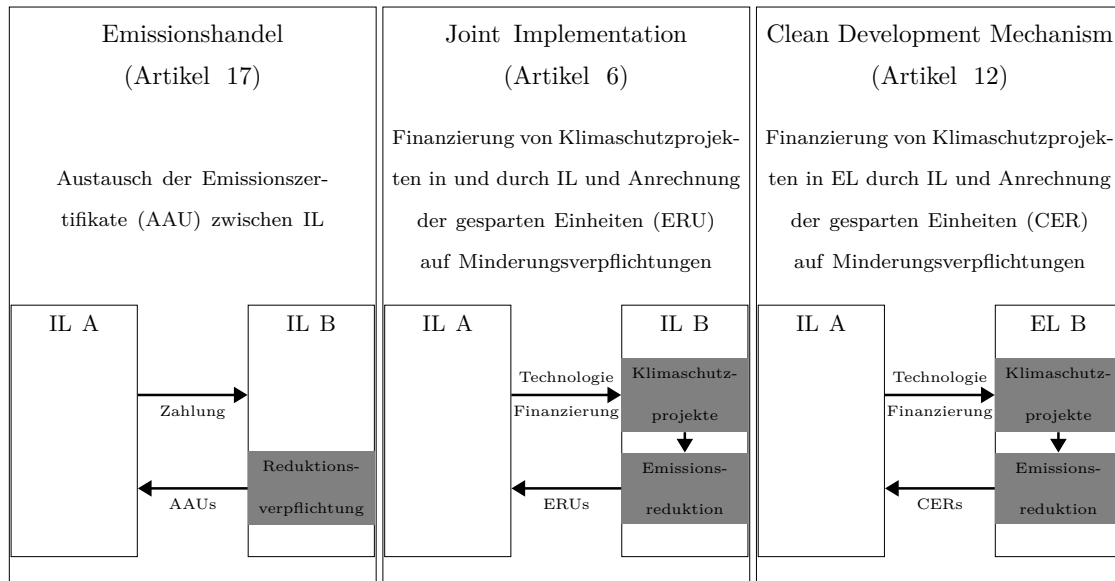 Emissionshandel
(Artikel 17)
Austausch der Emissionszer-
tifikate (AAU) zwischen IL
IL A
IL B
Zahlung
Reduktions-
verpflichtung
AAUs
Joint Implementation
(Artikel 6)
Finanzierung von Klimaschutzprojek-
ten in und durch IL und Anrechnung
der gesparten Einheiten (ERU)
auf Minderungsverpflichtungen
IL A
IL B
Technologie
Finanzierung
Klimaschutz-
projekte
Emissions-
reduktion
ERUs
Clean Development Mechanism
(Artikel 12)
Finanzierung von Klimaschutzprojek-
ten in EL durch IL und Anrechnung
der gesparten Einheiten (CER)
auf Minderungsverpflichtungen
IL A
EL B
Technologie
Finanzierung
Klimaschutz-
projekte
Emissions-
reduktion
CERs